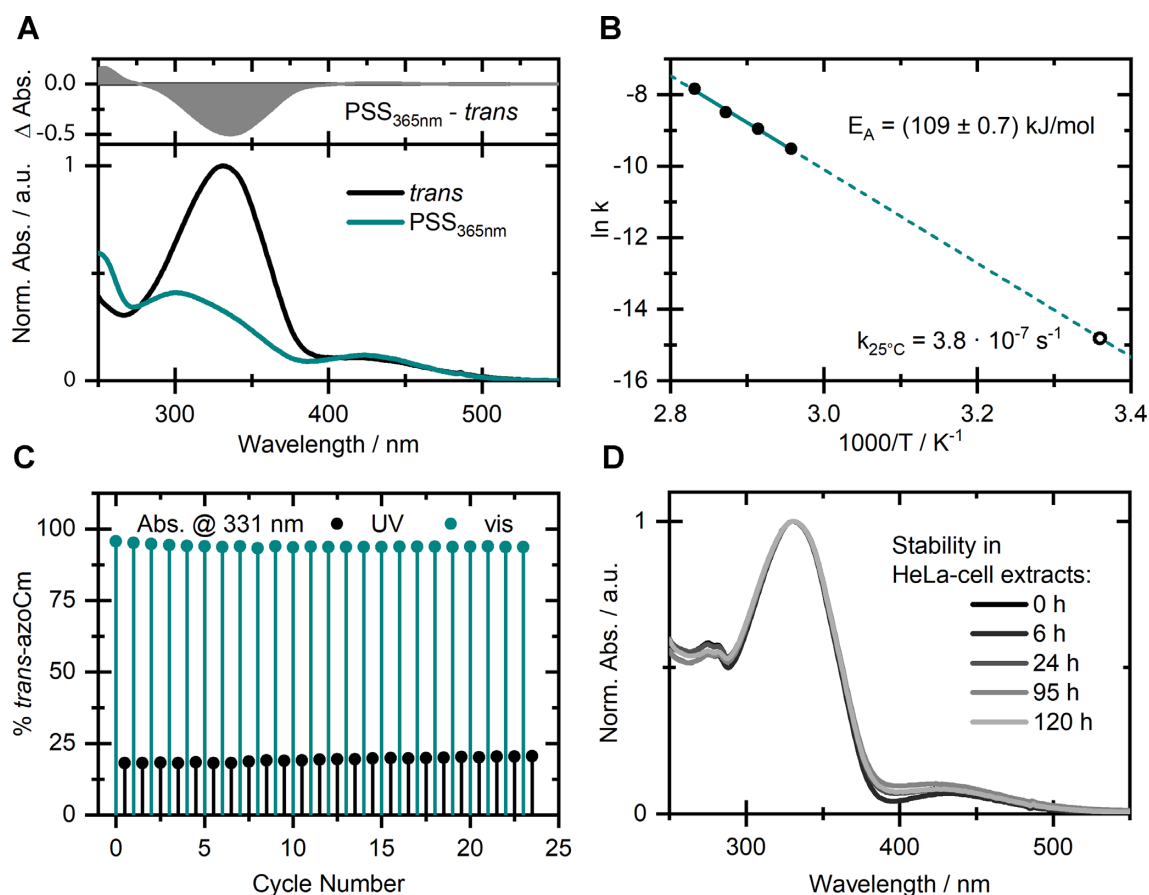 A
Δ Abs.
0.0
-0.5
PSS365nm - trans
Norm. Abs. / a.u.
1
0
trans
PSS365nm
300
400
500
Wavelength / nm
B
ln k
-8
-10
-12
-14
-16
EA = (109 ± 0.7) kJ/mol
k25°C = 3.8 · 10-7 s-1
2.8
3.0
3.2
3.4
1000/T / K-1
C
% trans-azoCm
100
75
50
25
0
Abs. @ 331 nm
UV
vis
0
5
10
15
20
25
Cycle Number
D
Norm. Abs. / a.u.
1
0
Stability in
HeLa-cell extracts:
0 h
6 h
24 h
95 h
120 h
300
400
500
Wavelength / nm